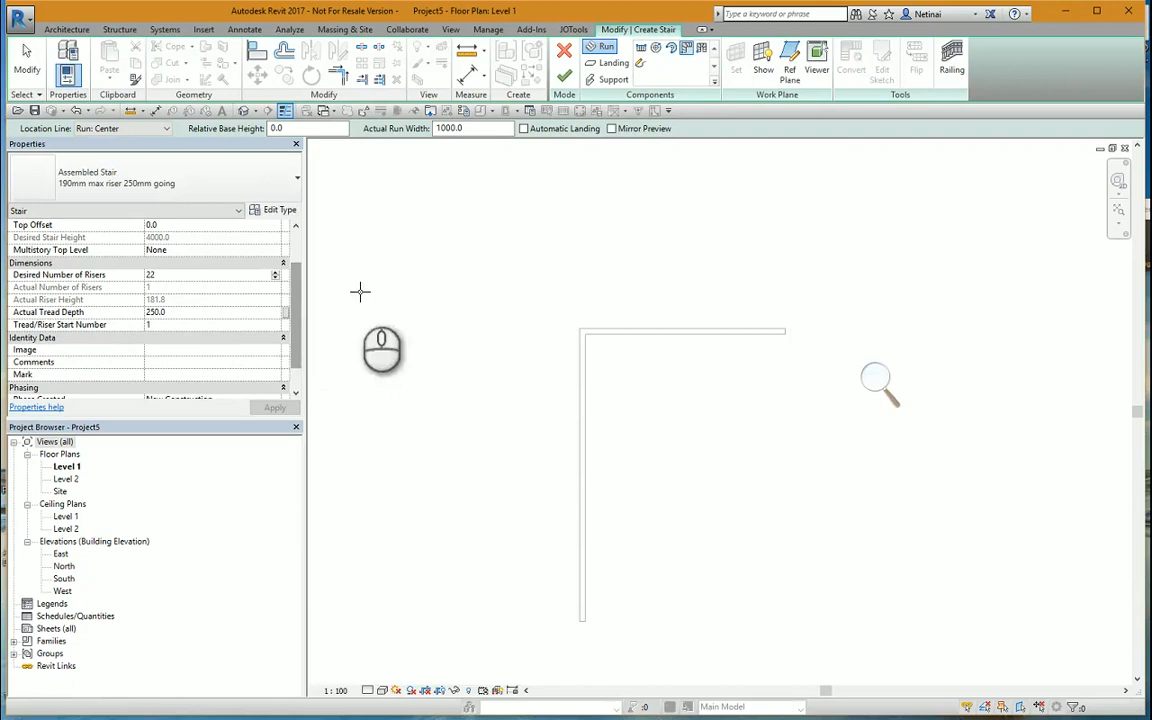 Autodesk Revit 2017 - Not For Resale Version -    Project5 - Floor Plan: Level 1
Type a keyword or phrase
Netinai
Architecture Structure Systems Insert Annotate Analyze Massing & Site Collaborate View Manage Add-Ins JOTools Modify | Create Stair
Modify
Cope
Cut
Join
Paste
Run
Landing
Support
Set Show Ref Plane Viewer
Convert Edit Sketch Flip Railing
Select Properties Clipboard Geometry Modify View Measure Create Mode Components Work Plane Tools
Location Line: Run: Center Relative Base Height: 0.0 Actual Run Width: 1000.0 Automatic Landing Mirror Preview
Properties
Assembled Stair
190mm max riser 250mm going
Stair Edit Type
Top Offset 0.0
Desired Stair Height 4000.0
Multistory Top Level None
Dimensions
Desired Number of Risers 22
Actual Number of Risers 1
Actual Riser Height 181.8
Actual Tread Depth 250.0
Tread/Riser Start Number 1
Identity Data
Image
Comments
Mark
Phasing
Phase Created New Construction
Properties help Apply
Project Browser - Project5
Views (all)
Floor Plans
Level 1
Level 2
Site
Ceiling Plans
Level 1
Level 2
Elevations (Building Elevation)
East
North
South
West
Legends
Schedules/Quantities
Sheets (all)
Families
Groups
Revit Links
1 : 100
:0 Main Model :0